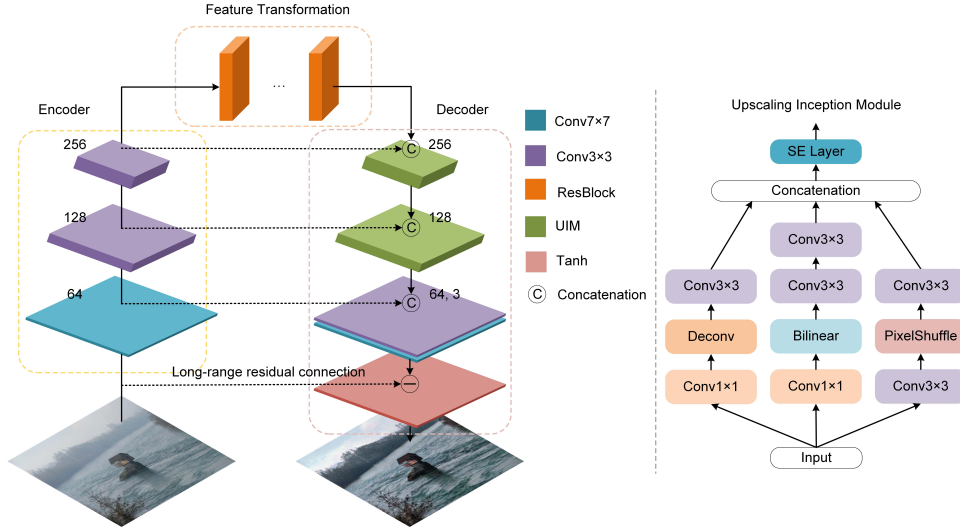 Feature Transformation
...
Encoder
Decoder
256
C
256
128
C
128
64
C
64, 3
Long-range residual connection
—
Conv7×7
Conv3×3
ResBlock
UIM
Tanh
C Concatenation
Upscaling Inception Module
SE Layer
Concatenation
Conv3×3
Conv3×3
Conv3×3
Conv3×3
Deconv
Bilinear
PixelShuffle
Conv1×1
Conv1×1
Conv3×3
Input